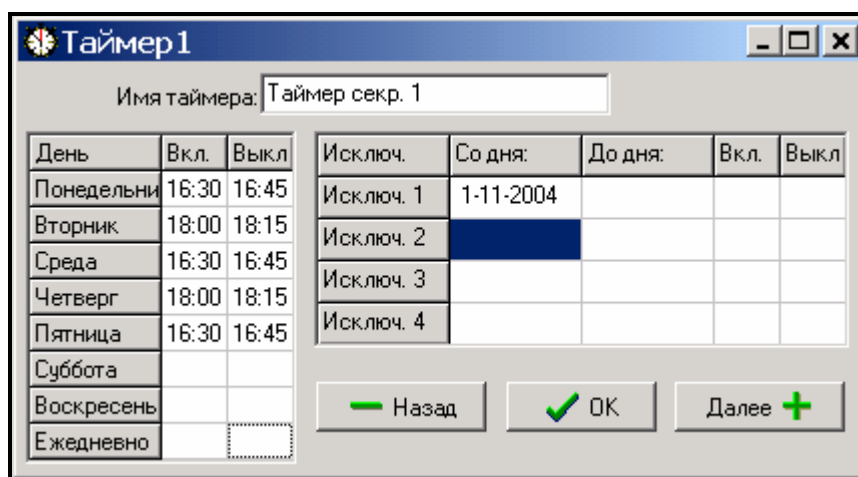 Таймер1
Имя таймера: Таймер секр. 1
День Вкл. Выкл
Понедельни 16:30 16:45
Вторник 18:00 18:15
Среда 16:30 16:45
Четверг 18:00 18:15
Пятница 16:30 16:45
Суббота
Воскресень
Ежедневно
Исключ. Со дня: До дня: Вкл. Выкл
Исключ. 1 1-11-2004
Исключ. 2
Исключ. 3
Исключ. 4
Назад OK Далее